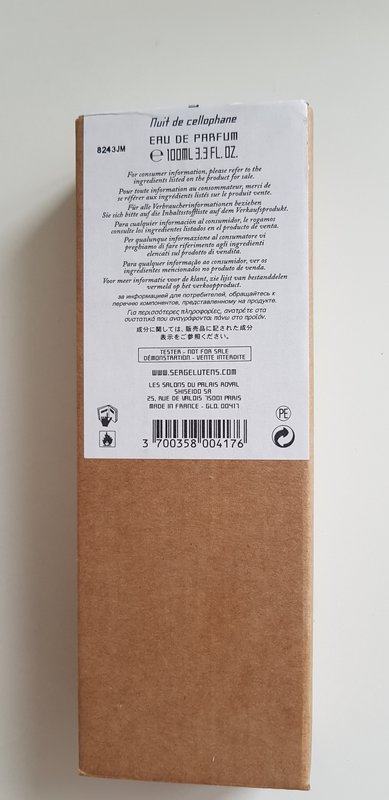 Nuit de cellophane
8243JM
EAU DE PARFUM
℮ 100ML 3.3 FL.OZ.
For consumer information, please refer to the
ingredients listed on the product for sale.
Pour toute information au consommateur, merci de
se référer aux ingrédients listés sur le produit vente.
Für alle Verbraucherinformationen beziehen
Sie sich bitte auf die Inhaltsstoffliste auf dem Verkaufsprodukt.
Para cualquier información al consumidor, le rogamos
consulte los ingredientes listados en el producto de venta.
Per qualunque informazione al consumatore vi
preghiamo di fare riferimento agli ingredienti
elencati sul prodotto di vendita.
Para qualquer informação ao consumidor, ver os
ingredientes mencionados no produto de venda.
Voor meer informatie voor de klant, zie lijst van bestanddelen
vermeld op het verkoopproduct.
за информацией для потребителей, обращайтесь к
перечню компонентов, представленному на продукте.
Για περισσότερες πληροφορίες, ανατρέξτε στα
συστατικά που αναγράφονται πάνω στο προϊόν.
成分に関しては、販売品に記された成分
表示をご参照ください。
TESTER - NOT FOR SALE
DÉMONSTRATION - VENTE INTERDITE
WWW.SERGELUTENS.COM
LES SALONS DU PALAIS ROYAL
SHISEIDO SA
25, RUE DE VALOIS 75001 PARIS
MADE IN FRANCE - GLO. 00417
PE
3 700358 004176